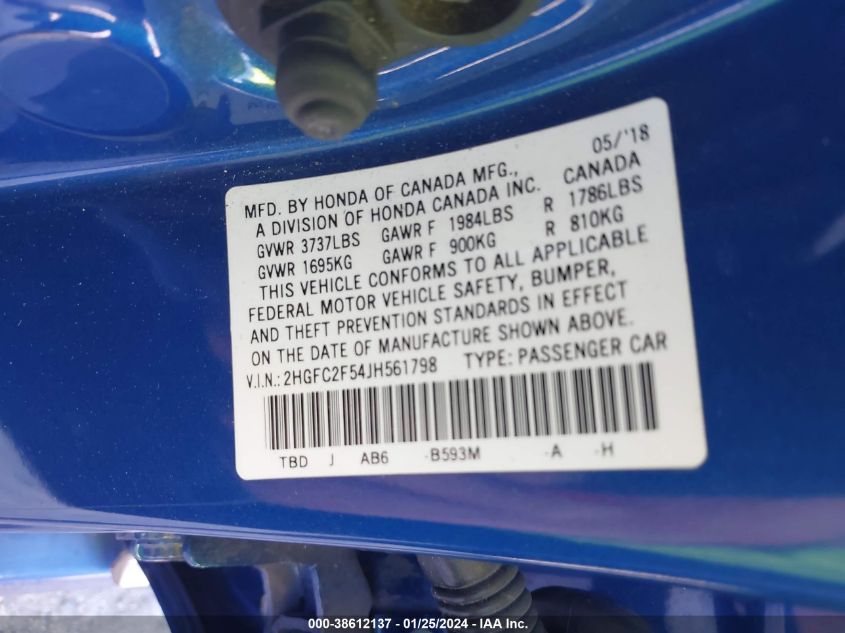 MFD. BY HONDA OF CANADA MFG., 05/'18
A DIVISION OF HONDA CANADA INC. CANADA
GVWR 3737LBS GAWR F 1984LBS R 1786LBS
GVWR 1695KG GAWR F 900KG R 810KG
THIS VEHICLE CONFORMS TO ALL APPLICABLE
FEDERAL MOTOR VEHICLE SAFETY, BUMPER,
AND THEFT PREVENTION STANDARDS IN EFFECT
ON THE DATE OF MANUFACTURE SHOWN ABOVE.
V.I.N.: 2HGFC2F54JH561798 TYPE: PASSENGER CAR
TBD J AB6 -B593M -A -H
000-38612137 - 01/25/2024 - IAA Inc.